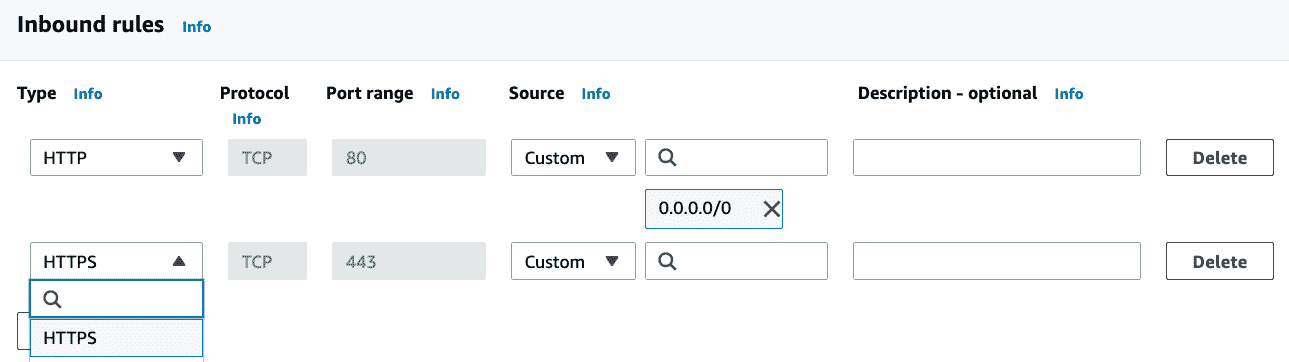 Inbound rules Info
Type Info Protocol Info Port range Info Source Info Description - optional Info
HTTP TCP 80 Custom Delete
0.0.0.0/0
HTTPS TCP 443 Custom Delete
HTTPS